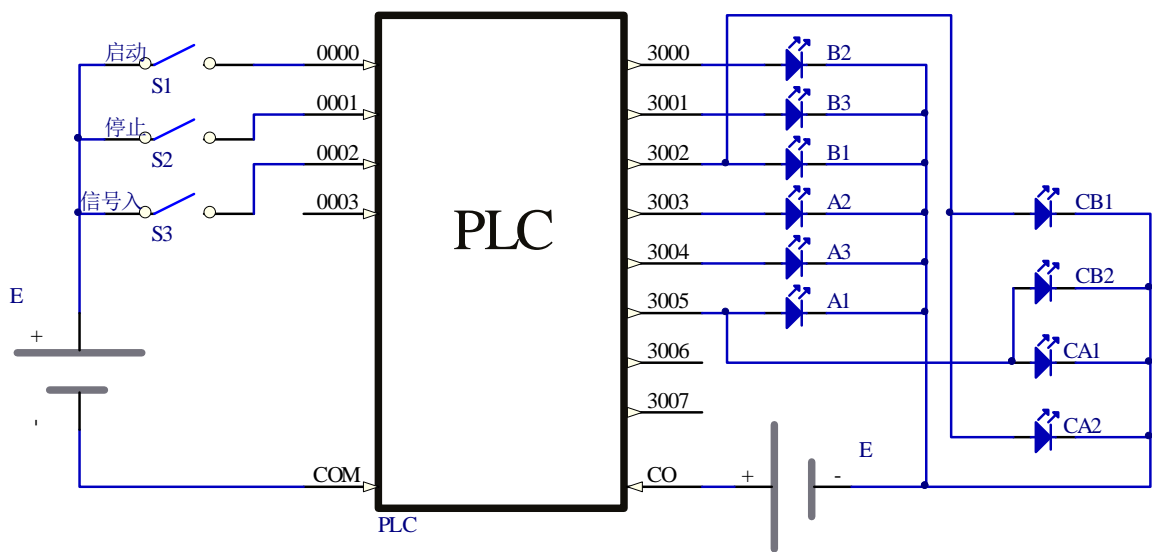 启动
S1
0000
停止
S2
0001
信号入
S3
0002
0003
E
+
-
COM
PLC
PLC
3000
B2
3001
B3
3002
B1
3003
A2
3004
A3
3005
A1
3006
3007
CO
+
-
E
CB1
CB2
CA1
CA2